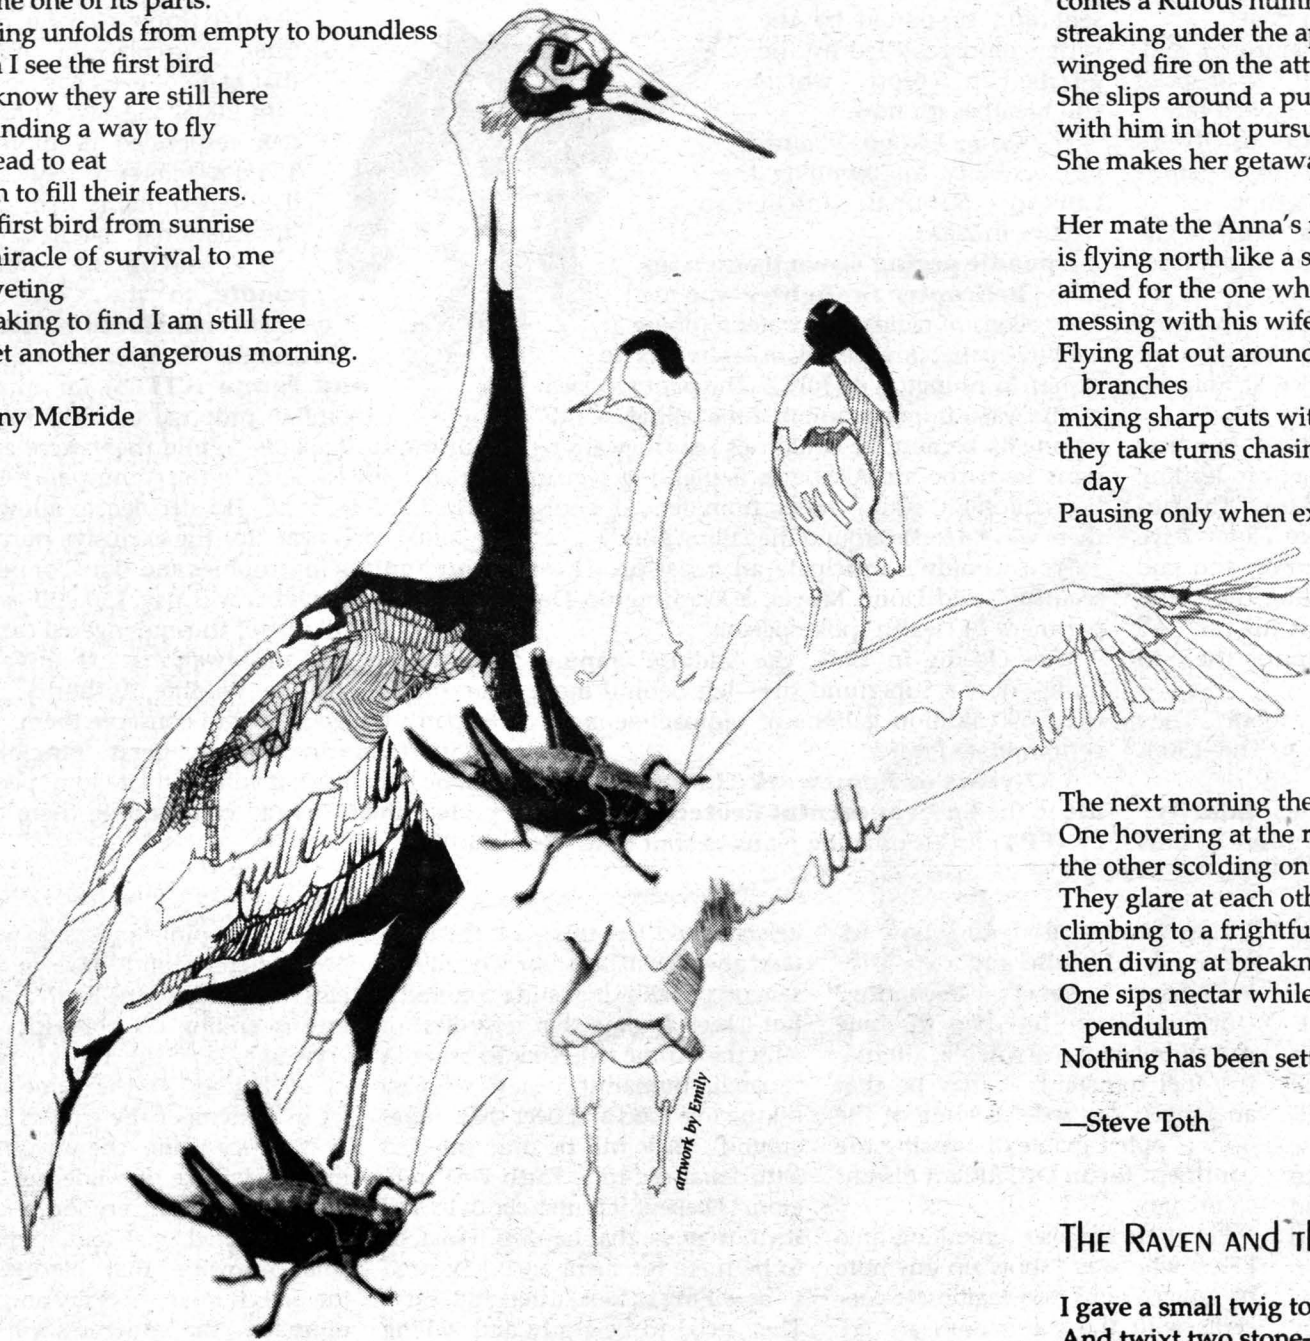 ne one of its parts.
ing unfolds from empty to boundless
I see the first bird
know they are still here
nding a way to fly
ead to eat
n to fill their feathers.
first bird from sunrise
iracle of survival to me
veting
aking to find I am still free
et another dangerous morning.
ny McBride
artwork by Emily
comes a Rufous hum
streaking under the a
winged fire on the att
She slips around a pu
with him in hot pursu
She makes her getawa
Her mate the Anna's
is flying north like a s
aimed for the one wh
messing with his wife
Flying flat out around
branches
mixing sharp cuts wit
they take turns chasin
day
Pausing only when ex
The next morning the
One hovering at the
the other scolding on
They glare at each oth
climbing to a frightfu
then diving at breakn
One sips nectar while
pendulum
Nothing has been set
—Steve Toth
THE RAVEN AND T
I gave a small twig to
And twixt two stone